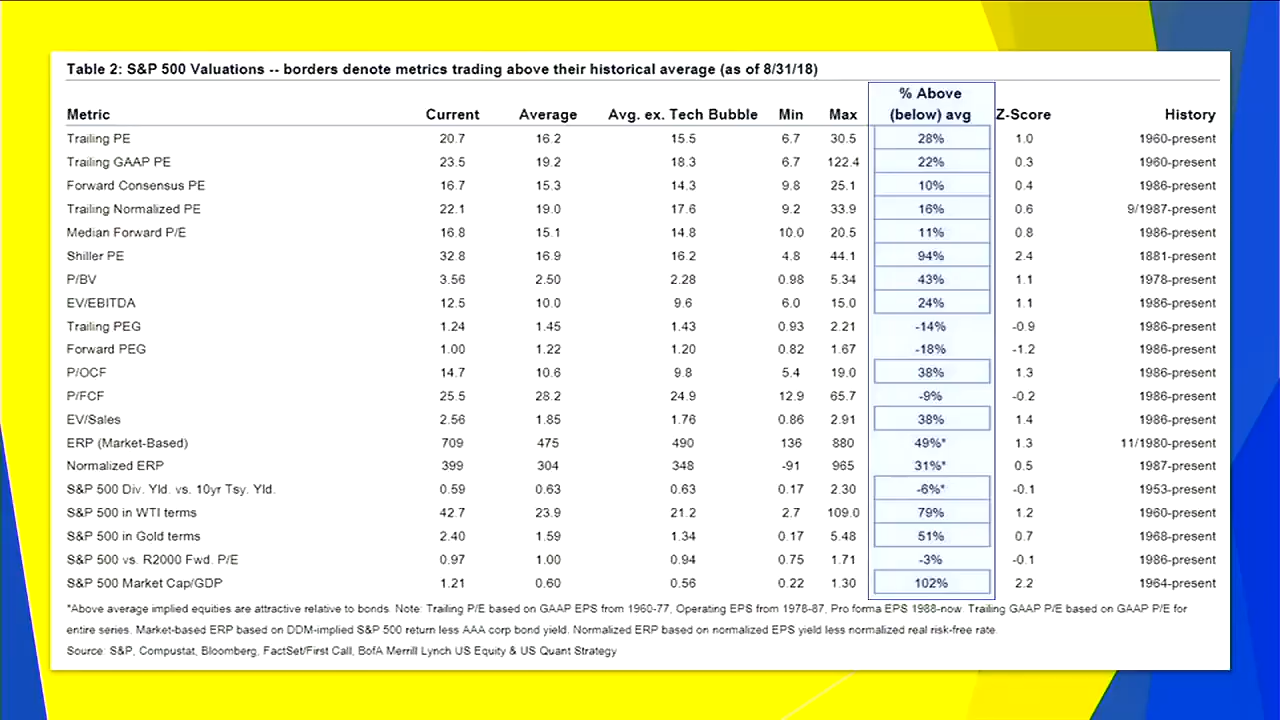 Table 2: S&P 500 Valuations -- borders denote metrics trading above their historical average (as of 8/31/18)
% Above
Metric Current Average Avg. ex. Tech Bubble Min Max (below) avg Z-Score History
Trailing PE 20.7 16.2 15.5 6.7 30.5 28% 1.0 1960-present
Trailing GAAP PE 23.5 19.2 18.3 6.7 122.4 22% 0.3 1960-present
Forward Consensus PE 16.7 15.3 14.3 9.8 25.1 10% 0.4 1986-present
Trailing Normalized PE 22.1 19.0 17.6 9.2 33.9 16% 0.6 9/1987-present
Median Forward P/E 16.8 15.1 14.8 10.0 20.5 11% 0.8 1986-present
Shiller PE 32.8 16.9 16.2 4.8 44.1 94% 2.4 1881-present
P/BV 3.56 2.50 2.28 0.98 5.34 43% 1.1 1978-present
EV/EBITDA 12.5 10.0 9.6 6.0 15.0 24% 1.1 1986-present
Trailing PEG 1.24 1.45 1.43 0.93 2.21 -14% -0.9 1986-present
Forward PEG 1.00 1.22 1.20 0.82 1.67 -18% -1.2 1986-present
P/OCF 14.7 10.6 9.8 5.4 19.0 38% 1.3 1986-present
P/FCF 25.5 28.2 24.9 12.9 65.7 -9% -0.2 1986-present
EV/Sales 2.56 1.85 1.76 0.86 2.91 38% 1.4 1986-present
ERP (Market-Based) 709 475 490 136 880 49%* 1.3 11/1980-present
Normalized ERP 399 304 348 -91 965 31%* 0.5 1987-present
S&P 500 Div. Yld. vs. 10yr Tsy. Yld. 0.59 0.63 0.63 0.17 2.30 -6%* -0.1 1953-present
S&P 500 in WTI terms 42.7 23.9 21.2 2.7 109.0 79% 1.2 1960-present
S&P 500 in Gold terms 2.40 1.59 1.34 0.17 5.48 51% 0.7 1968-present
S&P 500 vs. R2000 Fwd. P/E 0.97 1.00 0.94 0.75 1.71 -3% -0.1 1986-present
S&P 500 Market Cap/GDP 1.21 0.60 0.56 0.22 1.30 102% 2.2 1964-present
*Above average implied equities are attractive relative to bonds. Note: Trailing P/E based on GAAP EPS from 1960-77, Operating EPS from 1978-87, Pro forma EPS 1988-now. Trailing GAAP P/E based on GAAP P/E for
entire series. Market-based ERP based on DDM-implied S&P 500 return less AAA corp bond yield. Normalized ERP based on normalized EPS yield less normalized real risk-free rate.
Source: S&P, Compustat, Bloomberg, FactSet/First Call, BofA Merrill Lynch US Equity & US Quant Strategy